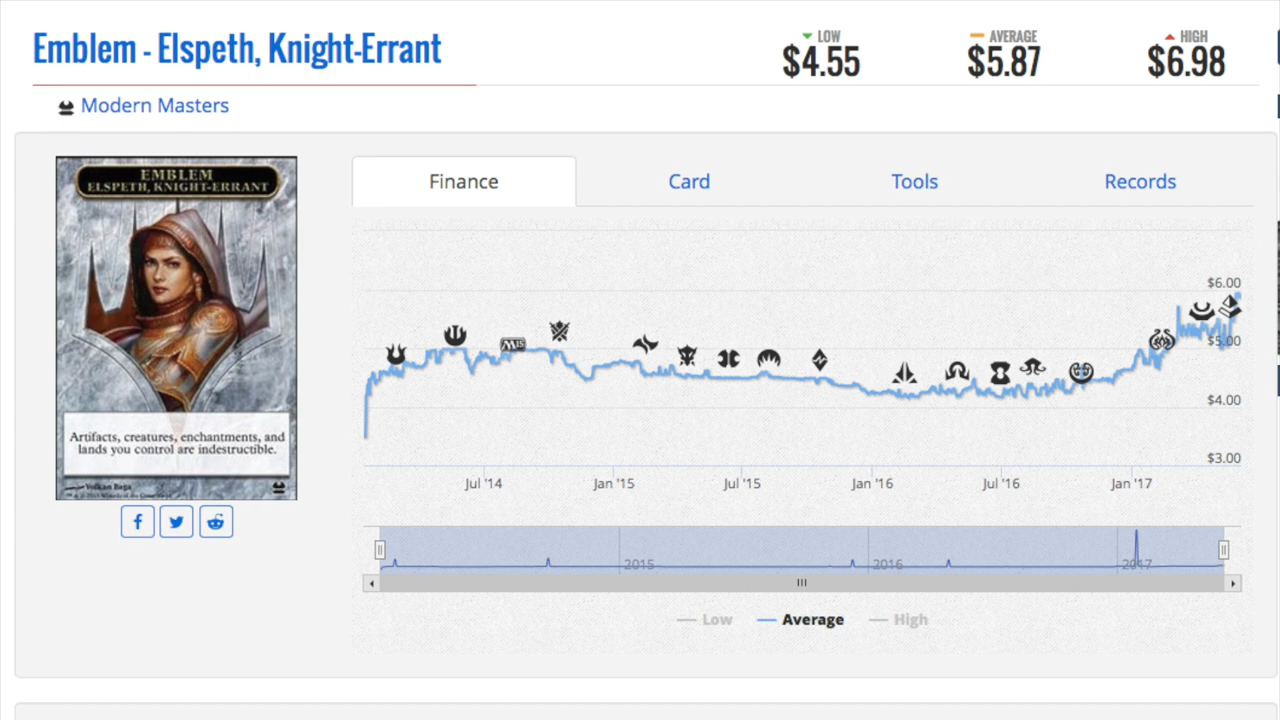 Emblem - Elspeth, Knight-Errant
LOW
$4.55
AVERAGE
$5.87
HIGH
$6.98
Modern Masters
EMBLEM
ELSPETH, KNIGHT-ERRANT
Artifacts, creatures, enchantments, and
lands you control are indestructible.
Volkan Baga
Finance
Card
Tools
Records
$6.00
$5.00
$4.00
$3.00
M15
Jul '14
Jan '15
Jul '15
Jan '16
Jul '16
Jan '17
2015
2016
2017
Low
Average
High